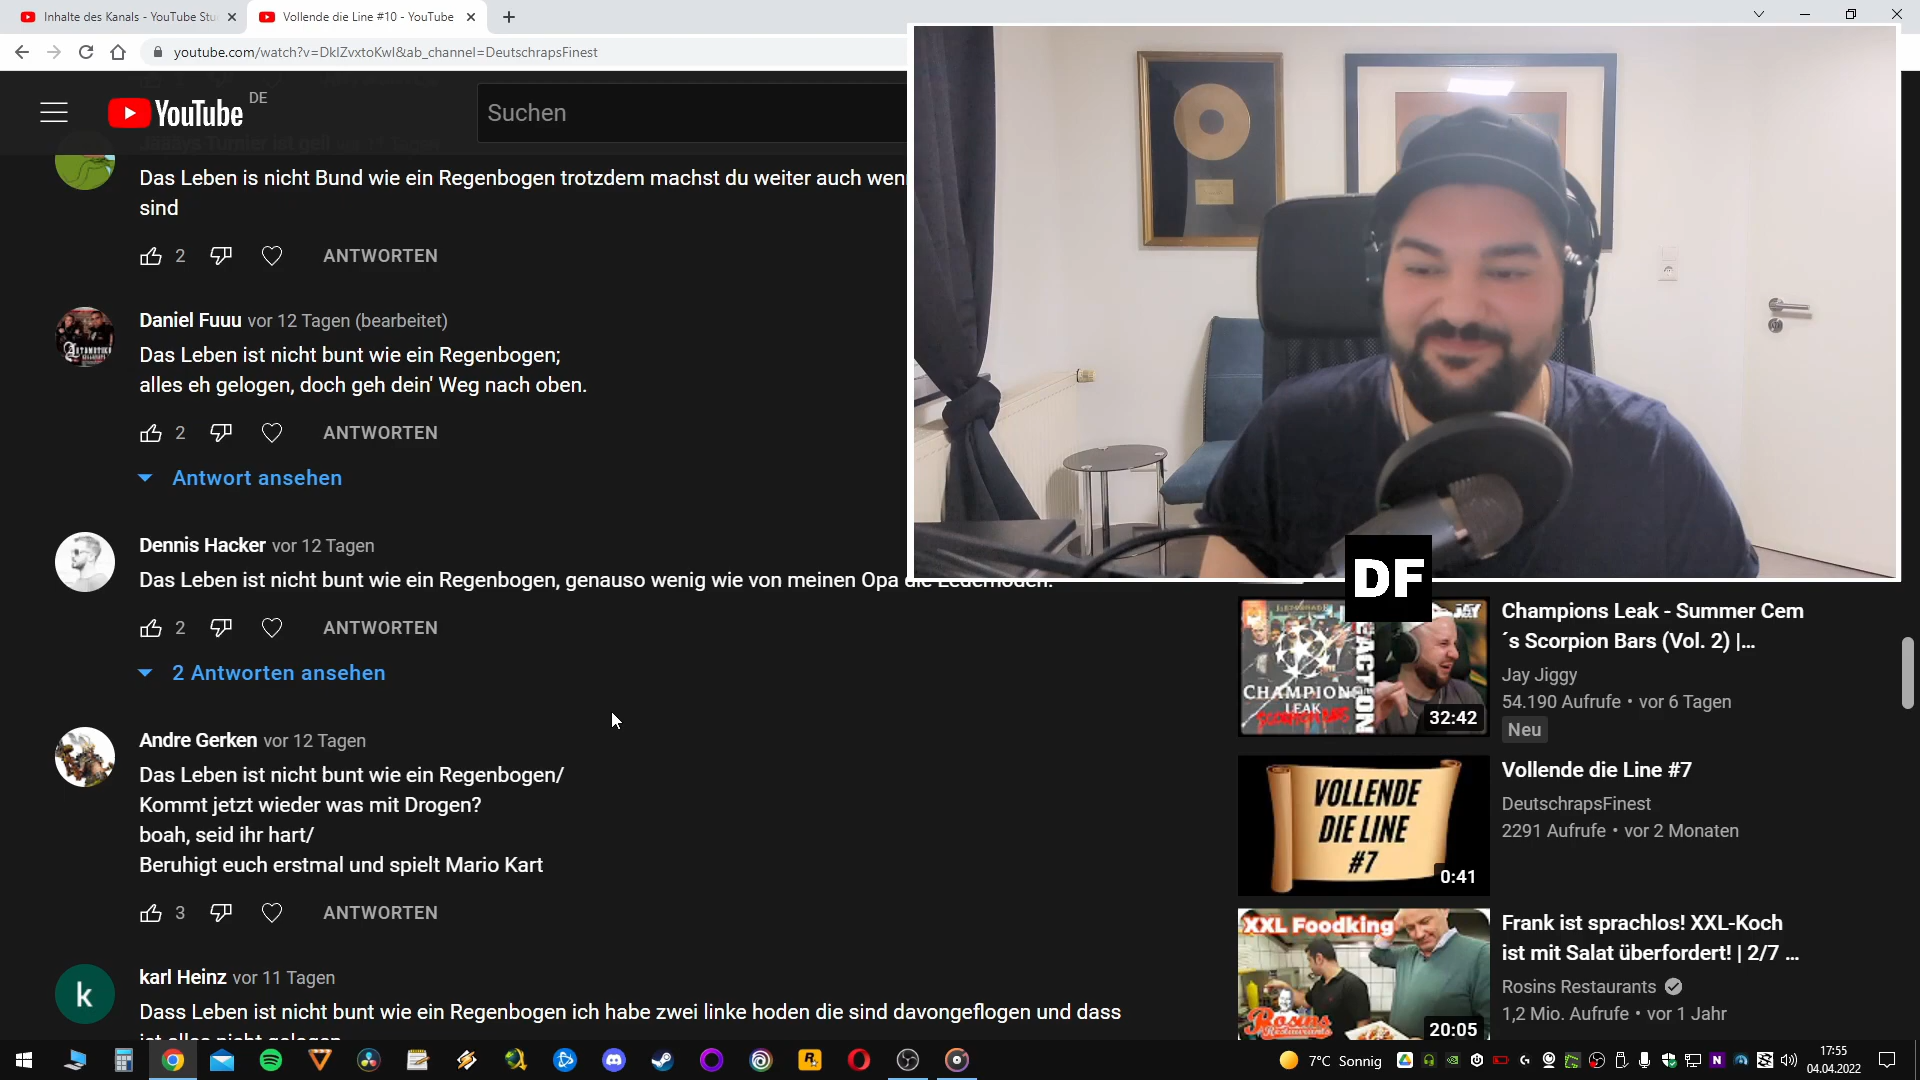 Inhalte des Kanals - YouTube Stu
Vollende die Line #10 - YouTube
youtube.com/watch?v=DkIZvxtoKwI&ab_channel=DeutschrapsFinest
YouTube DE
Suchen
Das Leben is nicht Bund wie ein Regenbogen trotzdem machst du weiter auch wenn
sind
2 ANTWORTEN
Daniel Fuuu vor 12 Tagen (bearbeitet)
Das Leben ist nicht bunt wie ein Regenbogen;
alles eh gelogen, doch geh dein' Weg nach oben.
2 ANTWORTEN
Antwort ansehen
Dennis Hacker vor 12 Tagen
Das Leben ist nicht bunt wie ein Regenbogen, genauso wenig wie von meinen Opa die Lederhoden.
2 ANTWORTEN
2 Antworten ansehen
Andre Gerken vor 12 Tagen
Das Leben ist nicht bunt wie ein Regenbogen/
Kommt jetzt wieder was mit Drogen?
boah, seid ihr hart/
Beruhigt euch erstmal und spielt Mario Kart
3 ANTWORTEN
k
karl Heinz vor 11 Tagen
Dass Leben ist nicht bunt wie ein Regenbogen ich habe zwei linke hoden die sind davongeflogen und dass
ist alles nicht gelogen
DF
JAY
REACTION
CHAMPIONS
LEAK
32:42
Champions Leak - Summer Cem
´s Scorpion Bars (Vol. 2) |...
Jay Jiggy
54.190 Aufrufe • vor 6 Tagen
Neu
VOLLENDE
DIE LINE
#7
0:41
Vollende die Line #7
DeutschrapsFinest
2291 Aufrufe • vor 2 Monaten
XXL Foodking
Rosins
20:05
Frank ist sprachlos! XXL-Koch
ist mit Salat überfordert! | 2/7 ...
Rosins Restaurants
1,2 Mio. Aufrufe • vor 1 Jahr
7°C Sonnig
17:55
04.04.2022